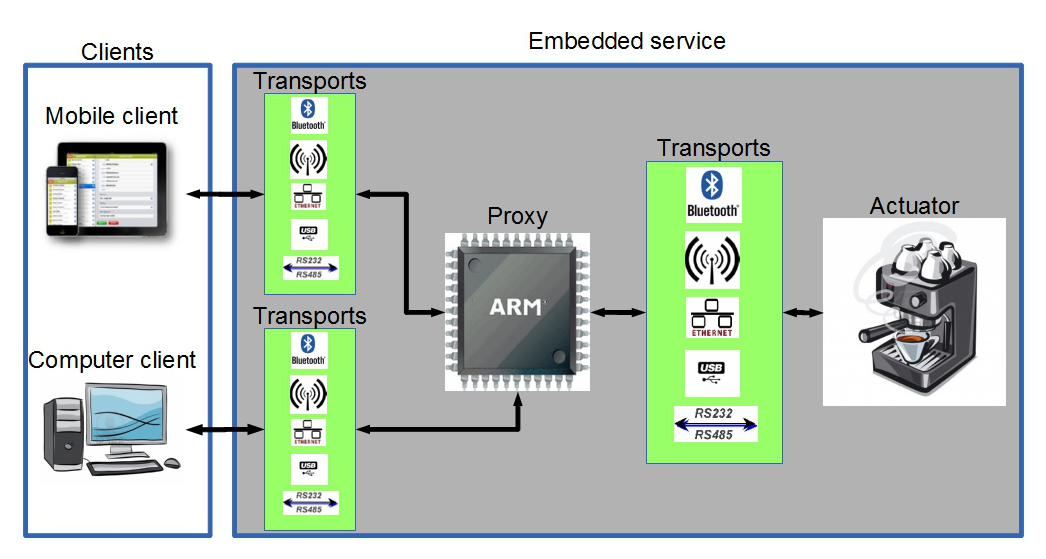 Clients
Embedded service
Mobile client
Transports
Bluetooth
ETHERNET
USB
RS232
RS485
Computer client
Transports
Bluetooth
ETHERNET
USB
RS232
RS485
Proxy
ARM
Transports
Bluetooth
ETHERNET
USB
RS232
RS485
Actuator